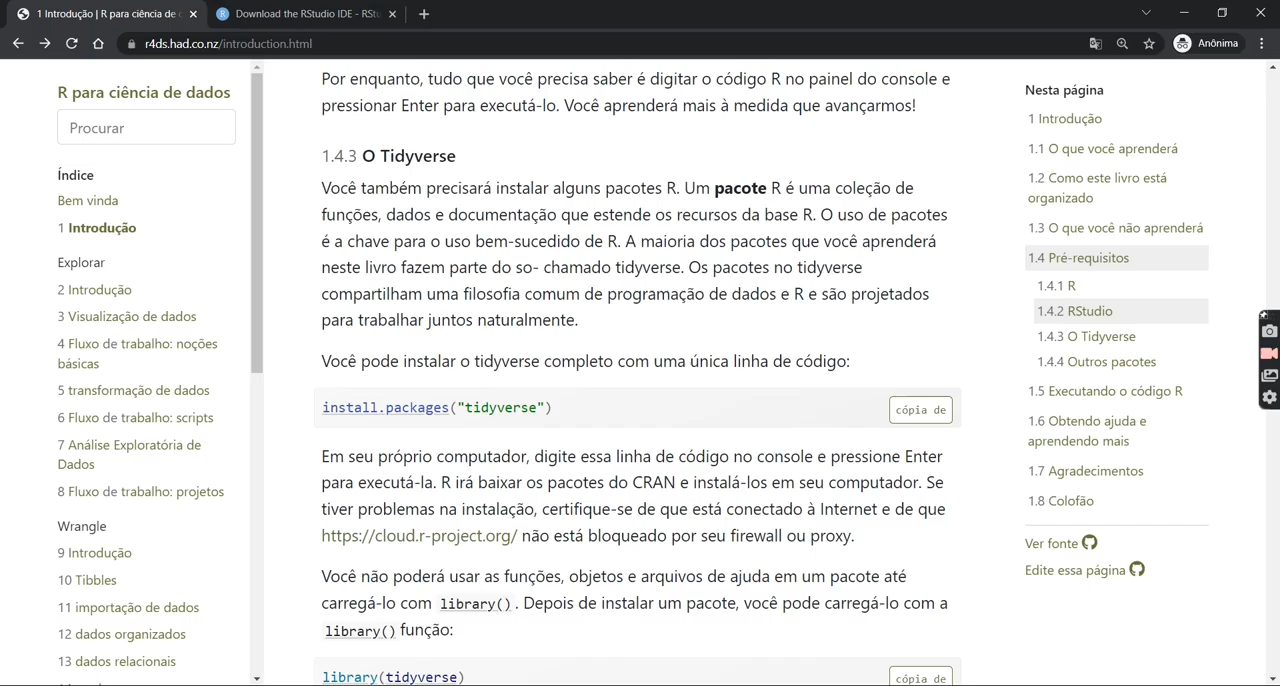 1 Introdução | R para ciência de d
Download the RStudio IDE - RStu
r4ds.had.co.nz/introduction.html
Anônima
R para ciência de dados
Procurar
Índice
Bem vinda
1 Introdução
Explorar
2 Introdução
3 Visualização de dados
4 Fluxo de trabalho: noções
básicas
5 transformação de dados
6 Fluxo de trabalho: scripts
7 Análise Exploratória de
Dados
8 Fluxo de trabalho: projetos
Wrangle
9 Introdução
10 Tibbles
11 importação de dados
12 dados organizados
13 dados relacionais
Por enquanto, tudo que você precisa saber é digitar o código R no painel do console e
pressionar Enter para executá-lo. Você aprenderá mais à medida que avançarmos!
1.4.3 O Tidyverse
Você também precisará instalar alguns pacotes R. Um pacote R é uma coleção de
funções, dados e documentação que estende os recursos da base R. O uso de pacotes
é a chave para o uso bem-sucedido de R. A maioria dos pacotes que você aprenderá
neste livro fazem parte do so- chamado tidyverse. Os pacotes no tidyverse
compartilham uma filosofia comum de programação de dados e R e são projetados
para trabalhar juntos naturalmente.
Você pode instalar o tidyverse completo com uma única linha de código:
install.packages("tidyverse")
cópia de
Em seu próprio computador, digite essa linha de código no console e pressione Enter
para executá-la. R irá baixar os pacotes do CRAN e instalá-los em seu computador. Se
tiver problemas na instalação, certifique-se de que está conectado à Internet e de que
https://cloud.r-project.org/ não está bloqueado por seu firewall ou proxy.
Você não poderá usar as funções, objetos e arquivos de ajuda em um pacote até
carregá-lo com library() . Depois de instalar um pacote, você pode carregá-lo com a
library() função:
library(tidyverse)
cópia de
Nesta página
1 Introdução
1.1 O que você aprenderá
1.2 Como este livro está
organizado
1.3 O que você não aprenderá
1.4 Pré-requisitos
1.4.1 R
1.4.2 RStudio
1.4.3 O Tidyverse
1.4.4 Outros pacotes
1.5 Executando o código R
1.6 Obtendo ajuda e
aprendendo mais
1.7 Agradecimentos
1.8 Colofão
Ver fonte
Edite essa página